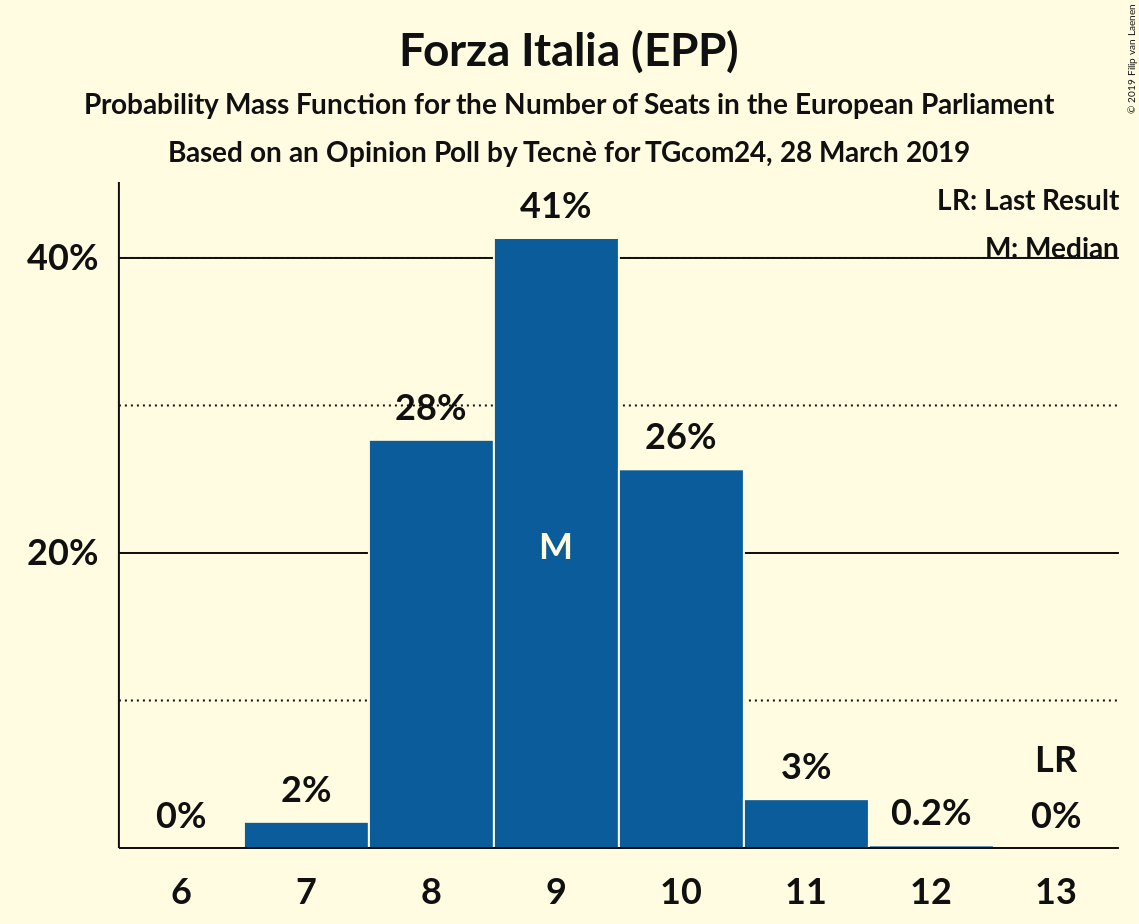 Forza Italia (EPP)
Probability Mass Function for the Number of Seats in the European Parliament
Based on an Opinion Poll by Tecnè for TGcom24, 28 March 2019
© 2019 Filip van Laenen
LR: Last Result
M: Median
40%
20%
0%
2%
28%
41%
M
26%
3%
0.2%
LR
0%
6 7 8 9 10 11 12 13